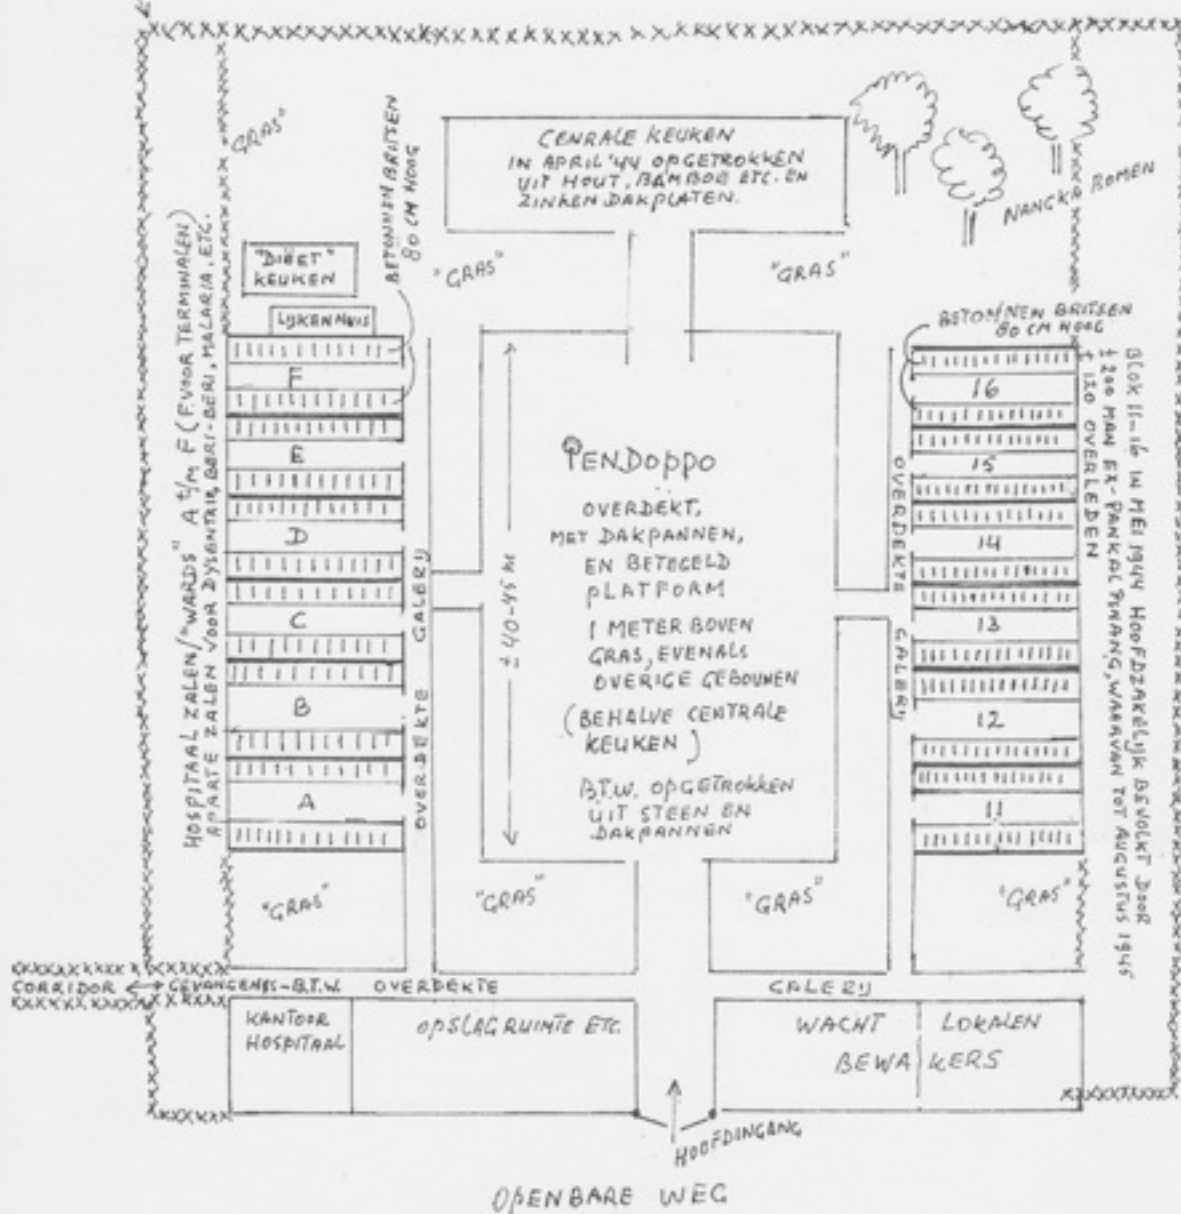 "GRAS"
BETONNEN BRITSEN
80 CM HOOG
CENRALE KEUKEN
IN APRIL '44 OPGETROKKEN
UIT HOUT, BAMBOE ETC. EN
ZINKEN DAKPLATEN.
NANGKA BOMEN
"GRAS"
"GRAS"
HOSPITAAL ZALEN/"WARDS" A t/m F (F.VOOR TERMINALEN)
APARTE ZALEN VOOR DYSENTRIE, BERI-BERI, MALARIA, ETC.
"DIEET"
KEUKEN
LIJKENHUIS
F
E
D
C
B
A
OVERDEKTE GALERIJ
± 40-45 M
PENDOPPO
OVERDEKT,
MET DAKPANNEN,
EN BETEGELD
PLATFORM
1 METER BOVEN
GRAS, EVENALS
OVERIGE GEBOUWEN
(BEHALVE CENTRALE
KEUKEN)
B.T.W. OPGETROKKEN
UIT STEEN EN
DAKPANNEN
OVERDEKTE GALERIJ
BETONNEN BRITSEN
80 CM HOOG
16
15
14
13
12
11
BLOK 11-16 IN MEI 1944 HOOFDZAKELIJK BEVOLKT DOOR
± 200 MAN EX-PANKAL PINANG, WAARVAN TOT AUGUSTUS 1945
± 120 OVERLEDEN
"GRAS"
"GRAS"
"GRAS"
"GRAS"
CORRIDOR ↔ GEVANGENIS-B.T.W. OVERDEKTE GALERIJ
KANTOOR
HOSPITAAL
OPSLAGRUIMTE ETC.
WACHT LOKALEN
BEWAKERS
HOOFDINGANG
OPENBARE WEG